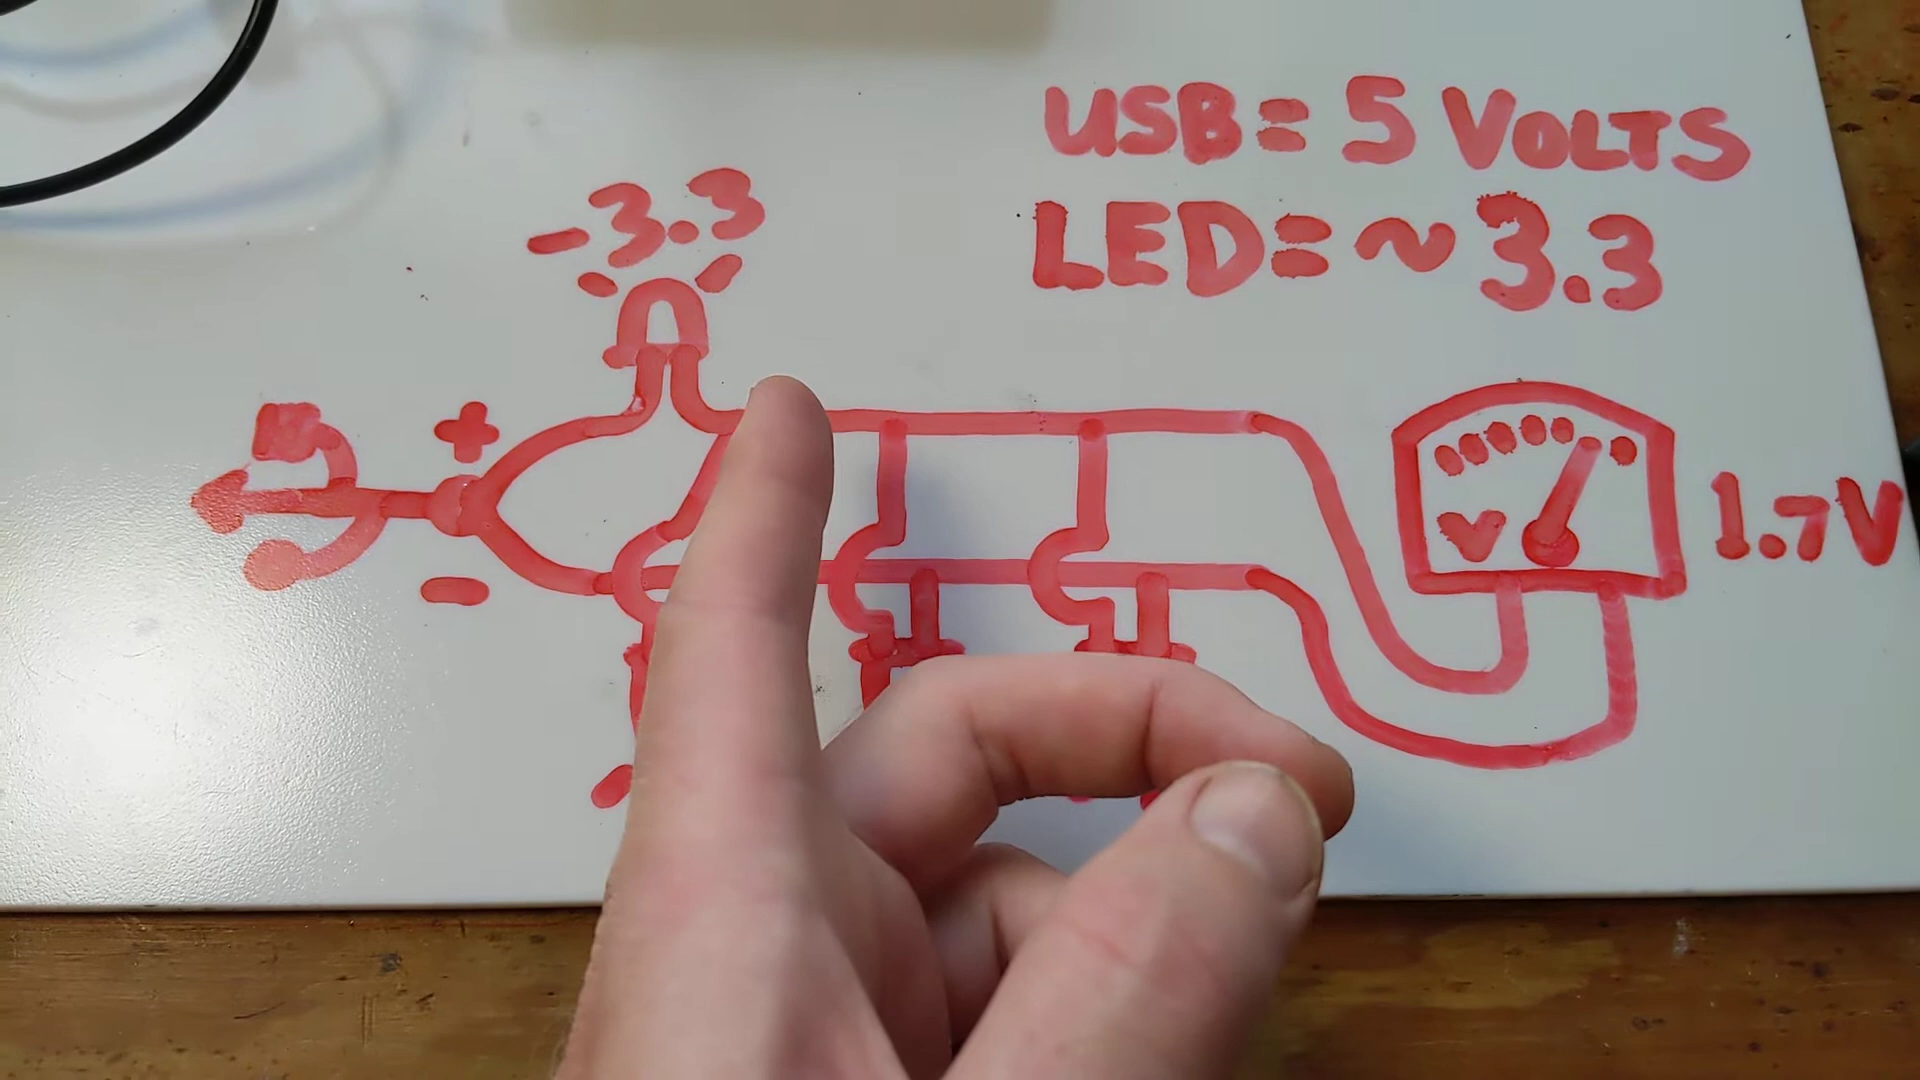 USB = 5 VOLTS
LED = ~ 3.3
-3.3
+
-
V
1.7V